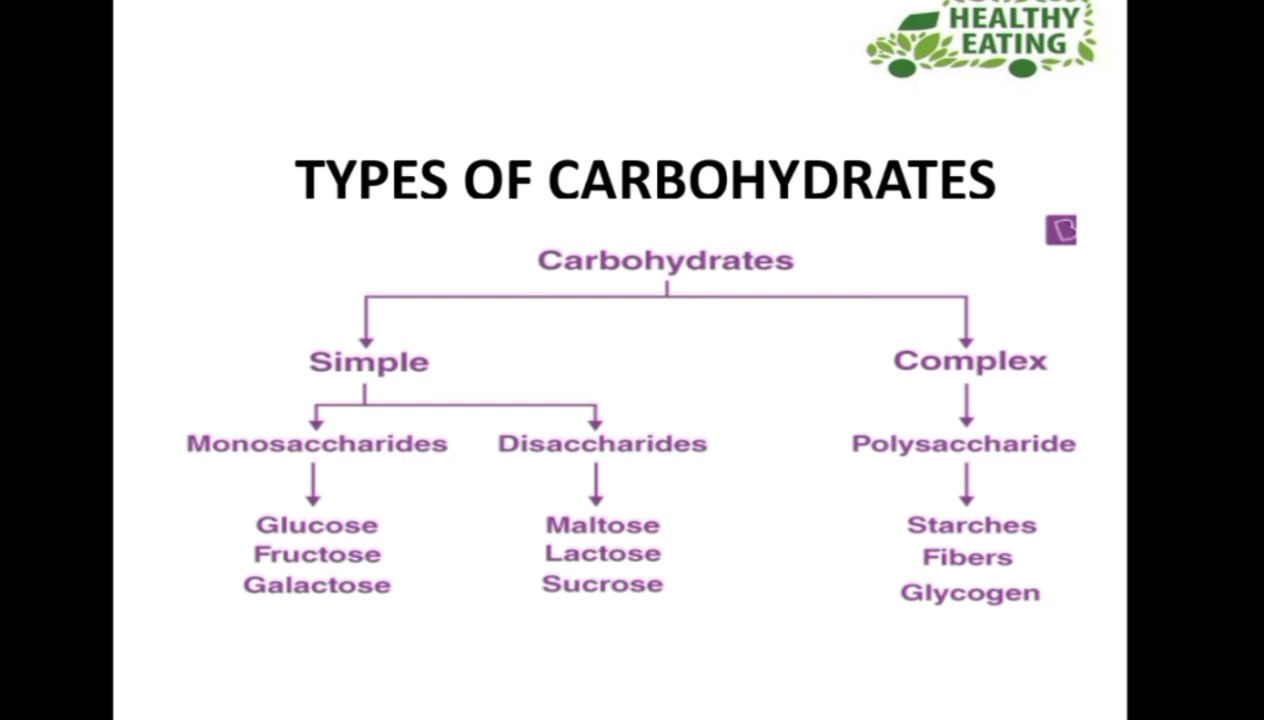 HEALTHY
EATING
TYPES OF CARBOHYDRATES
Carbohydrates
Simple
Complex
Monosaccharides
Disaccharides
Polysaccharide
Glucose
Fructose
Galactose
Maltose
Lactose
Sucrose
Starches
Fibers
Glycogen